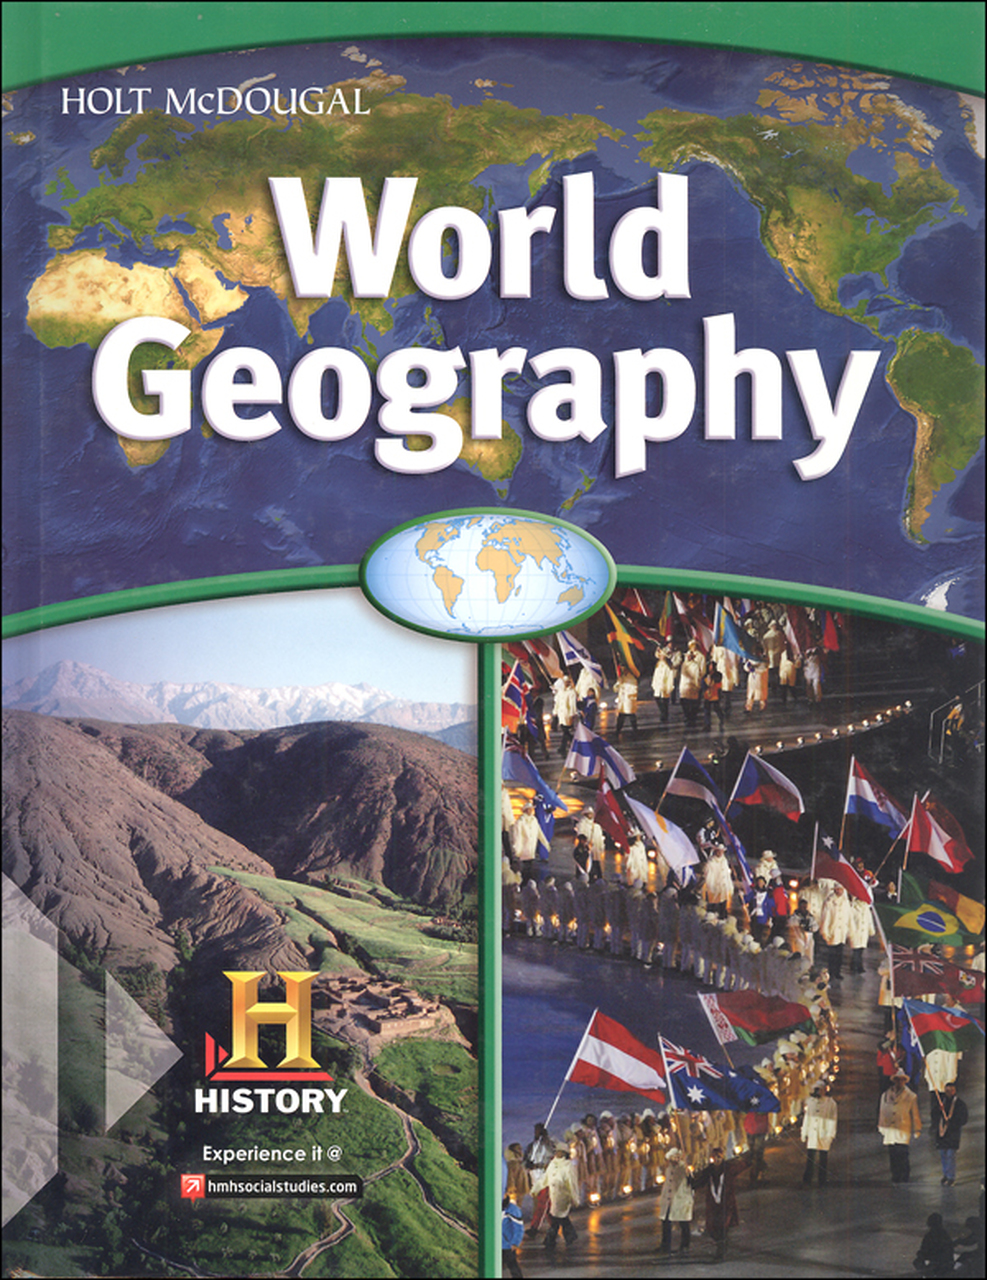 HOLT McDOUGAL
World
Geography
H
HISTORY
Experience it @
hmhsocialstudies.com